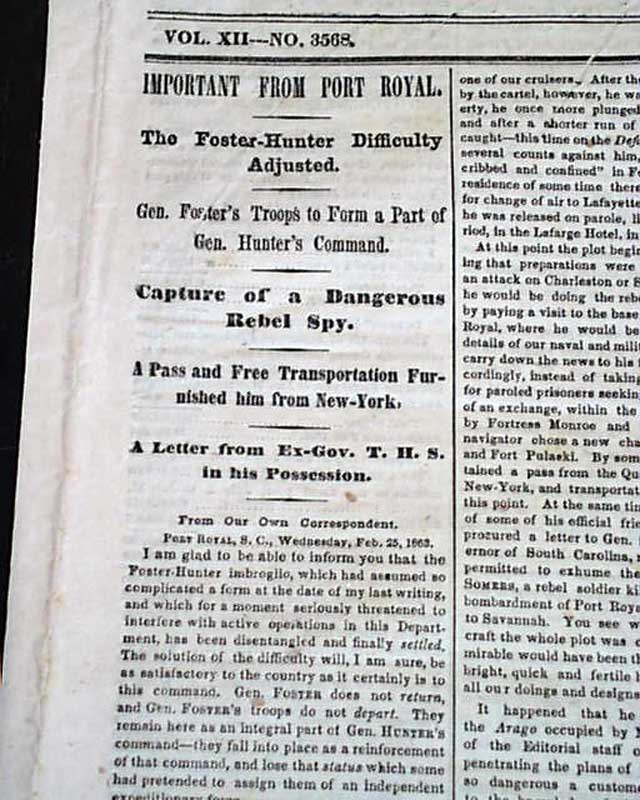 VOL. XII—NO. 3568.
IMPORTANT FROM PORT ROYAL.
The Foster-Hunter Difficulty
Adjusted.
Gen. Foster's Troops to Form a Part of
Gen. Hunter's Command.
Capture of a Dangerous
Rebel Spy.
A Pass and Free Transportation Fur-
nished him from New-York.
A Letter from Ex-Gov. T. H. S.
in his Possession.
From Our Own Correspondent.
PORT ROYAL, S. C., Wednesday, Feb. 25, 1863.
I am glad to be able to inform you that the
Foster-Hunter imbroglio, which had assumed so
complicated a form at the date of my last writing,
and which for a moment seriously threatened to
interfere with active operations in this Depart-
ment, has been disentangled and finally settled.
The solution of the difficulty will, I am sure, be
as satisfactory to the country as it certainly is to
this command. Gen. FOSTER does not return,
and Gen. FOSTER'S troops do not depart. They
remain here as an integral part of Gen. HUNTER'S
command—they fall into place as a reinforcement
of that command, and lose that status which some
had pretended to assign them of an independent
expeditionary force.
one of our cruisers. After the
by the cartel, however, he wa
erty, he once more plunged
and after a shorter run of
caught—this time on the Defi
several counts against him,
cribbed and confined" in Fo
residence of some time there
for change of air to Lafayette
he was released on parole, li
riod, in the Lafarge Hotel, in
At this point the plot begin
ing that preparations were
an attack on Charleston or S
he would be doing the rebe
by paying a visit to the base
Royal, where he would be
details of our naval and milit
carry down the news to his f
cordingly, instead of taking
for paroled prisoners seeking
of an exchange, within the
by Fortress Monroe and
navigator chose a new cha
and Fort Pulaski. By som
tained a pass from the Qua
New-York, and transportat
this point. At the same tim
of some of his official frie
procured a letter to Gen.
ernor of South Carolina, r
permitted to exhume the
SOMERS, a rebel soldier ki
bombardment of Port Roya
to Savannah. You see w
craft the whole plot was c
mirable would have been th
bright, quick and fertile
all our doings and designs
It happened that he
the Arago occupied by
of the Editorial staff o
penetrating the plans of
so dangerous a custom